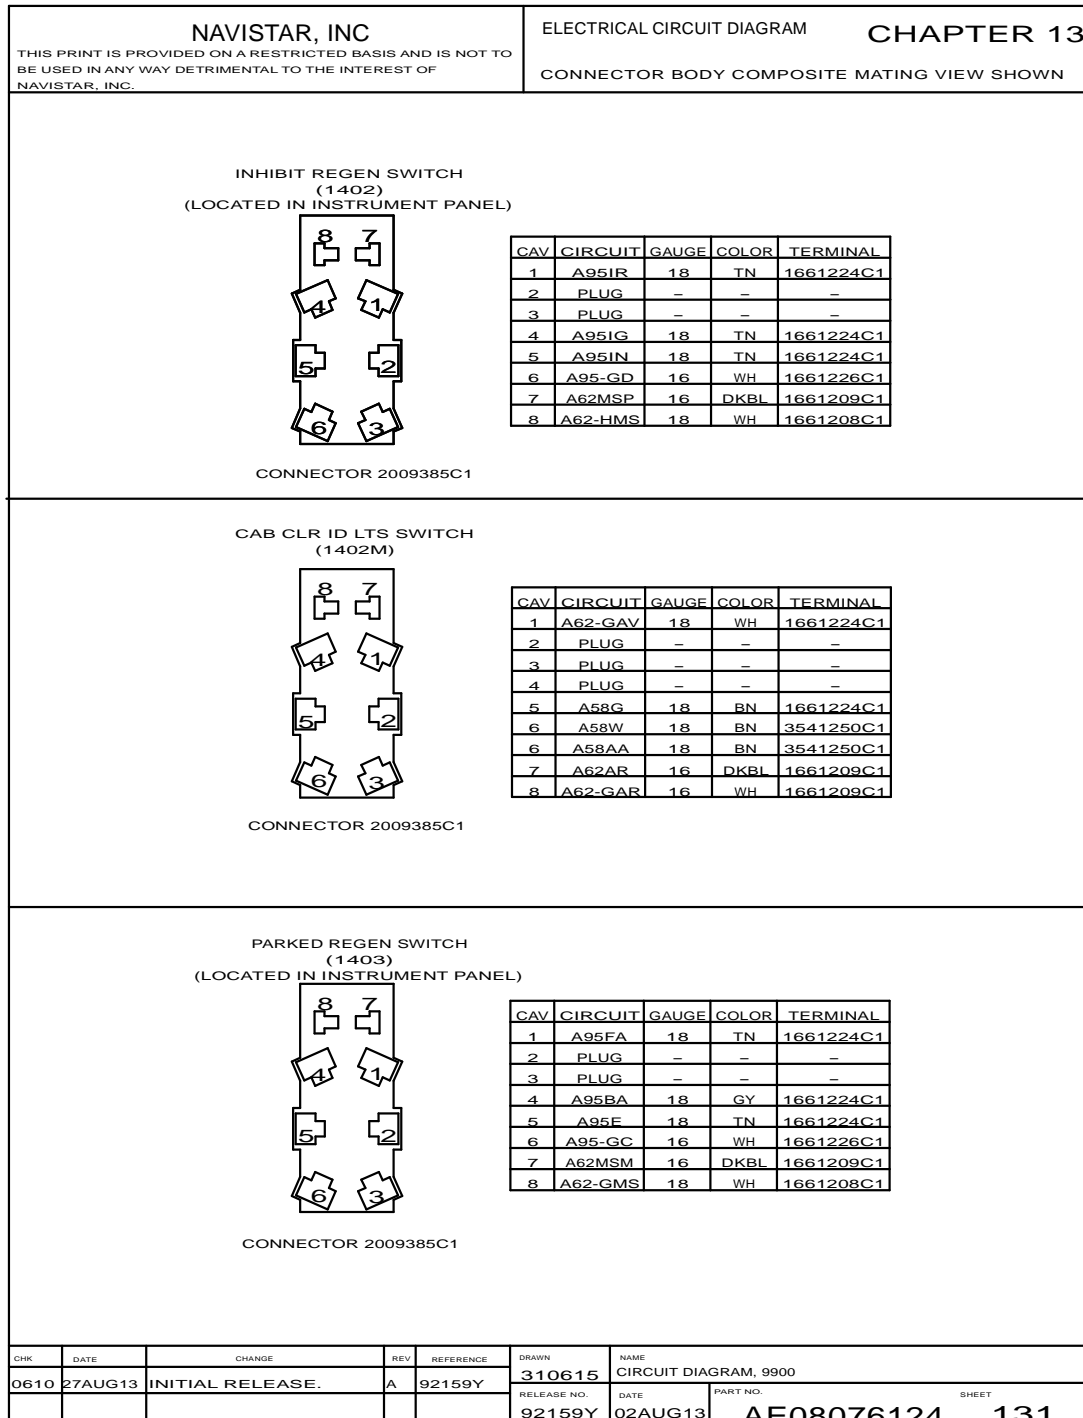 NAVISTAR, INC
THIS PRINT IS PROVIDED ON A RESTRICTED BASIS AND IS NOT TO
BE USED IN ANY WAY DETRIMENTAL TO THE INTEREST OF
NAVISTAR, INC.
ELECTRICAL CIRCUIT DIAGRAM CHAPTER 13
CONNECTOR BODY COMPOSITE MATING VIEW SHOWN
INHIBIT REGEN SWITCH
(1402)
(LOCATED IN INSTRUMENT PANEL)
8 7
4 1
5 2
6 3
CONNECTOR 2009385C1
CAV CIRCUIT GAUGE COLOR TERMINAL
1 A95IR 18 TN 1661224C1
2 PLUG – – –
3 PLUG – – –
4 A95IG 18 TN 1661224C1
5 A95IN 18 TN 1661224C1
6 A95-GD 16 WH 1661226C1
7 A62MSP 16 DKBL 1661209C1
8 A62-HMS 18 WH 1661208C1
CAB CLR ID LTS SWITCH
(1402M)
8 7
4 1
5 2
6 3
CONNECTOR 2009385C1
CAV CIRCUIT GAUGE COLOR TERMINAL
1 A62-GAV 18 WH 1661224C1
2 PLUG – – –
3 PLUG – – –
4 PLUG – – –
5 A58G 18 BN 1661224C1
6 A58W 18 BN 3541250C1
6 A58AA 18 BN 3541250C1
7 A62AR 16 DKBL 1661209C1
8 A62-GAR 16 WH 1661209C1
PARKED REGEN SWITCH
(1403)
(LOCATED IN INSTRUMENT PANEL)
8 7
4 1
5 2
6 3
CONNECTOR 2009385C1
CAV CIRCUIT GAUGE COLOR TERMINAL
1 A95FA 18 TN 1661224C1
2 PLUG – – –
3 PLUG – – –
4 A95BA 18 GY 1661224C1
5 A95E 18 TN 1661224C1
6 A95-GC 16 WH 1661226C1
7 A62MSM 16 DKBL 1661209C1
8 A62-GMS 18 WH 1661208C1
CHK DATE CHANGE REV REFERENCE
0610 27AUG13 INITIAL RELEASE. A 92159Y
DRAWN NAME
310615 CIRCUIT DIAGRAM, 9900
RELEASE NO. DATE PART NO. SHEET
92159Y 02AUG13 AE08076124 131